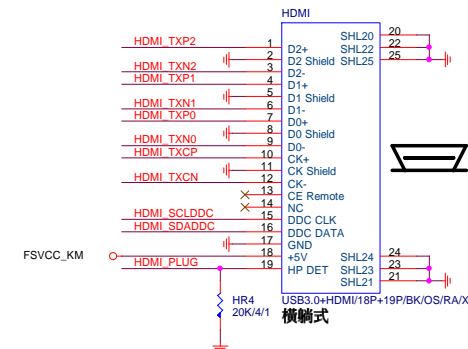 HDMI
HDMI_TXP2 1 D2+ SHL20 20
2 D2 Shield SHL22 22
HDMI_TXN2 3 D2- SHL25 25
HDMI_TXP1 4 D1+
5 D1 Shield
HDMI_TXN1 6 D1-
HDMI_TXP0 7 D0+
8 D0 Shield
HDMI_TXN0 9 D0-
HDMI_TXCP 10 CK+
11 CK Shield
HDMI_TXCN 12 CK-
13 CE Remote
14 NC
HDMI_SCLDDC 15 DDC CLK
HDMI_SDADDC 16 DDC DATA
17 GND
FSVCC_KM 18 +5V SHL24 24
HDMI_PLUG 19 HP DET SHL23 23
SHL21 21
HR4 USB3.0+HDMI/18P+19P/BK/OS/RA/X
20K/4/1 橫躺式